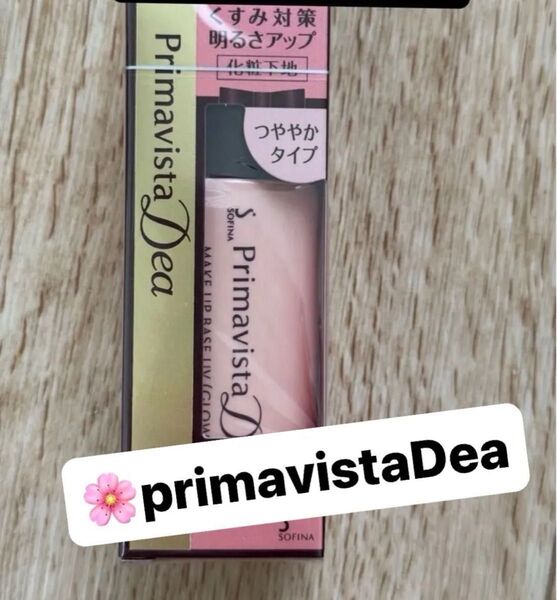 くすみ対策
明るさアップ
化粧下地
つややか
タイプ
Primavista
Dea
SOFINA
Primavista
D
MAKE UP BASE UV (GLOW
🌸primavistaDea
SOFINA